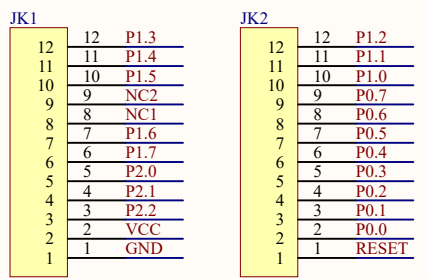 JK1 JK2
12 12 P1.3 12 12 P1.2
11 11 P1.4 11 11 P1.1
10 10 P1.5 10 10 P1.0
9 9 NC2 9 9 P0.7
8 8 NC1 8 8 P0.6
7 7 P1.6 7 7 P0.5
6 6 P1.7 6 6 P0.4
5 5 P2.0 5 5 P0.3
4 4 P2.1 4 4 P0.2
3 3 P2.2 3 3 P0.1
2 2 VCC 2 2 P0.0
1 1 GND 1 1 RESET